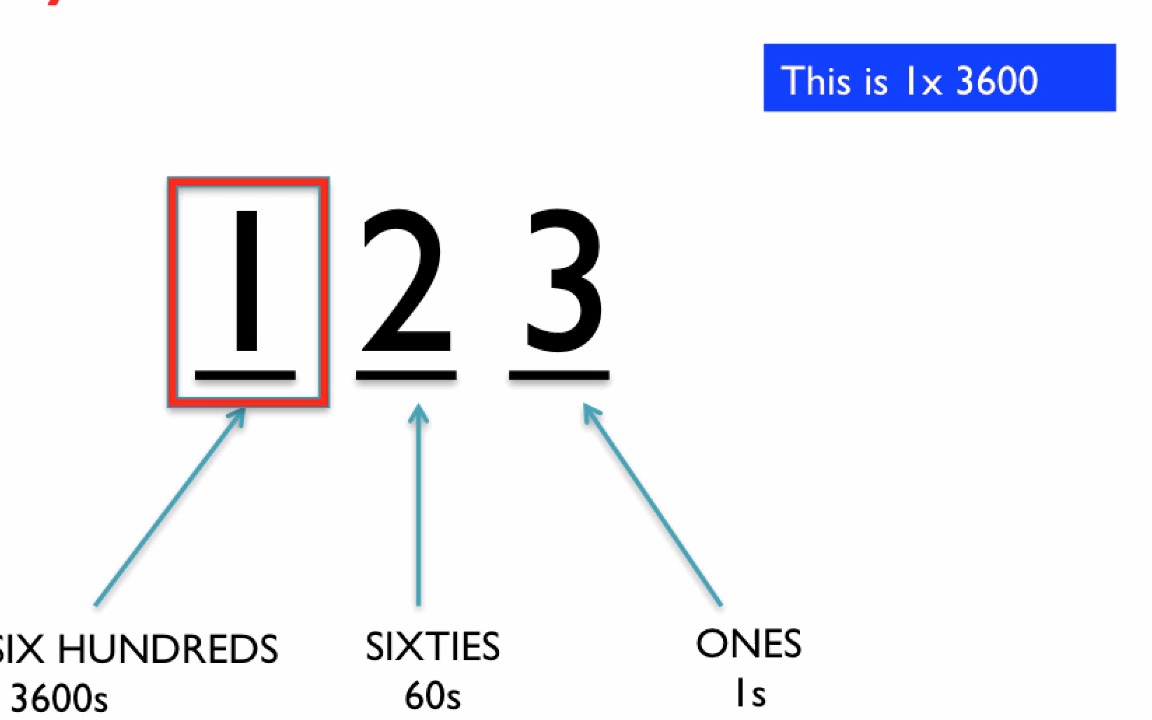 This is 1x 3600
1 2 3
SIX HUNDREDS
SIXTIES
ONES
3600s
60s
1s